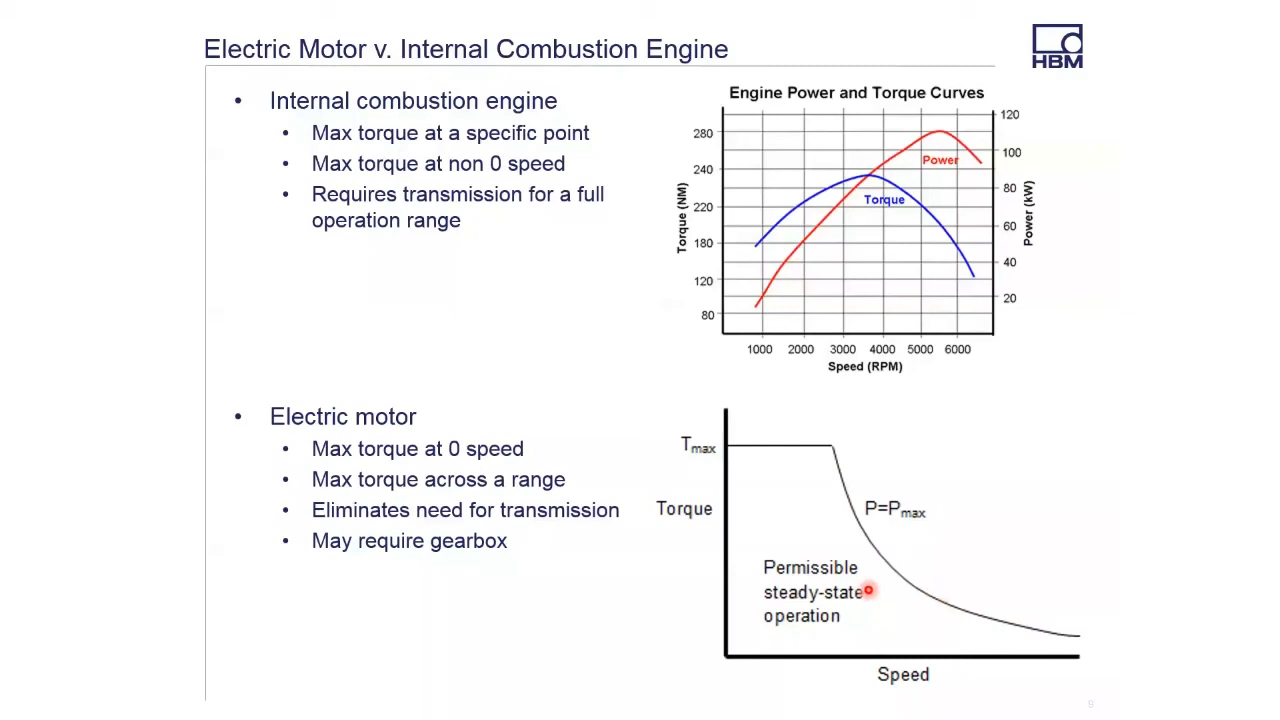 Electric Motor v. Internal Combustion Engine
HBM
• Internal combustion engine
• Max torque at a specific point
• Max torque at non 0 speed
• Requires transmission for a full
operation range
Engine Power and Torque Curves
280
240
220
180
120
80
Torque (NM)
120
100
80
60
40
20
Power (kW)
Power
Torque
1000 2000 3000 4000 5000 6000
Speed (RPM)
• Electric motor
• Max torque at 0 speed
• Max torque across a range
• Eliminates need for transmission
• May require gearbox
Tmax
Torque
P=Pmax
Permissible
steady-state
operation
Speed
9